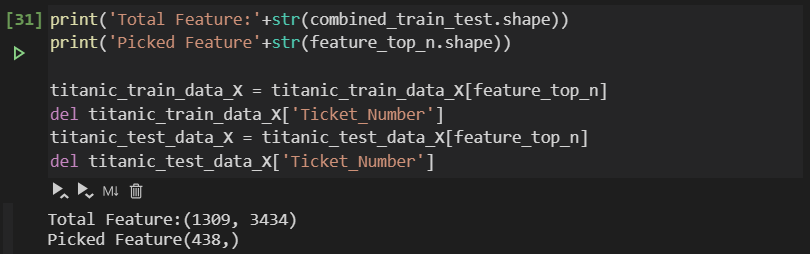 [31] print('Total Feature:'+str(combined_train_test.shape))
print('Picked Feature'+str(feature_top_n.shape))
titanic_train_data_X = titanic_train_data_X[feature_top_n]
del titanic_train_data_X['Ticket_Number']
titanic_test_data_X = titanic_test_data_X[feature_top_n]
del titanic_test_data_X['Ticket_Number']
M↓
Total Feature:(1309, 3434)
Picked Feature(438,)